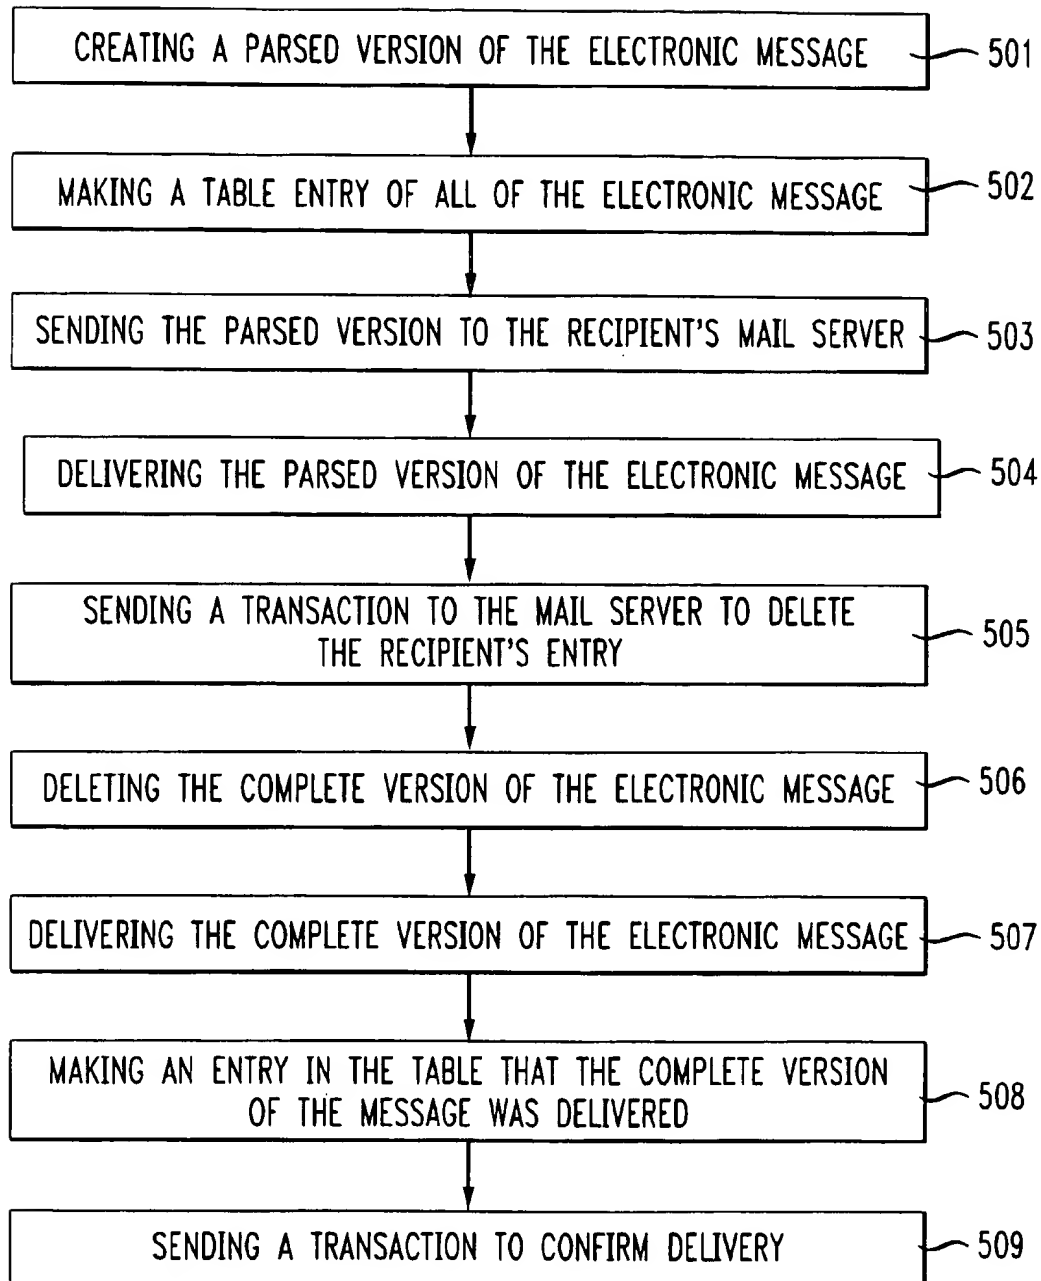 CREATING A PARSED VERSION OF THE ELECTRONIC MESSAGE 501
MAKING A TABLE ENTRY OF ALL OF THE ELECTRONIC MESSAGE 502
SENDING THE PARSED VERSION TO THE RECIPIENT'S MAIL SERVER 503
DELIVERING THE PARSED VERSION OF THE ELECTRONIC MESSAGE 504
SENDING A TRANSACTION TO THE MAIL SERVER TO DELETE
THE RECIPIENT'S ENTRY 505
DELETING THE COMPLETE VERSION OF THE ELECTRONIC MESSAGE 506
DELIVERING THE COMPLETE VERSION OF THE ELECTRONIC MESSAGE 507
MAKING AN ENTRY IN THE TABLE THAT THE COMPLETE VERSION
OF THE MESSAGE WAS DELIVERED 508
SENDING A TRANSACTION TO CONFIRM DELIVERY 509